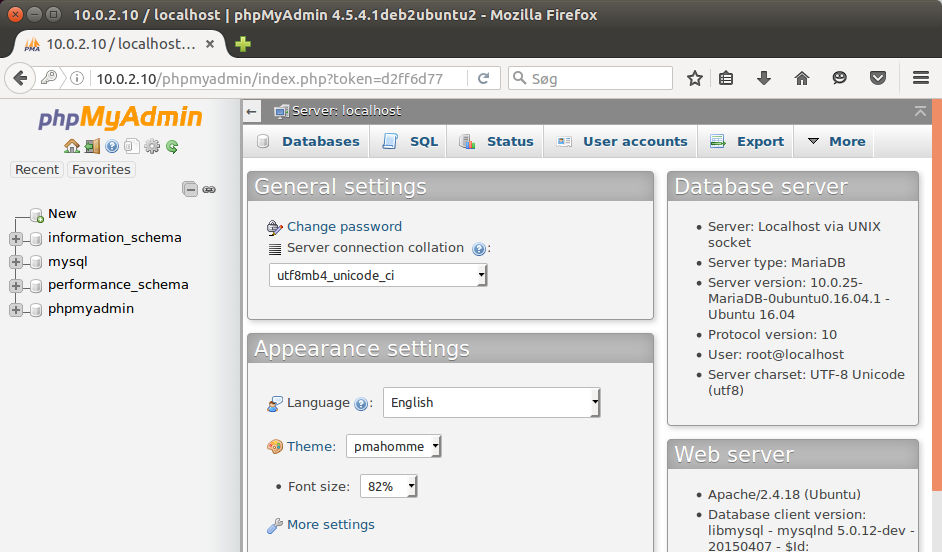 10.0.2.10 / localhost | phpMyAdmin 4.5.4.1deb2ubuntu2 - Mozilla Firefox
PMA 10.0.2.10 / localhost...
10.0.2.10/phpmyadmin/index.php?token=d2ff6d77
Søg
phpMyAdmin
Recent Favorites
New
information_schema
mysql
performance_schema
phpmyadmin
Server: localhost
Databases SQL Status User accounts Export More
General settings
Change password
Server connection collation :
utf8mb4_unicode_ci
Appearance settings
Language :
English
Theme: pmahomme
• Font size: 82%
More settings
Database server
• Server: Localhost via UNIX
socket
• Server type: MariaDB
• Server version: 10.0.25-
MariaDB-0ubuntu0.16.04.1 -
Ubuntu 16.04
• Protocol version: 10
• User: root@localhost
• Server charset: UTF-8 Unicode
(utf8)
Web server
• Apache/2.4.18 (Ubuntu)
• Database client version:
libmysql - mysqlnd 5.0.12-dev -
20150407 - $Id: